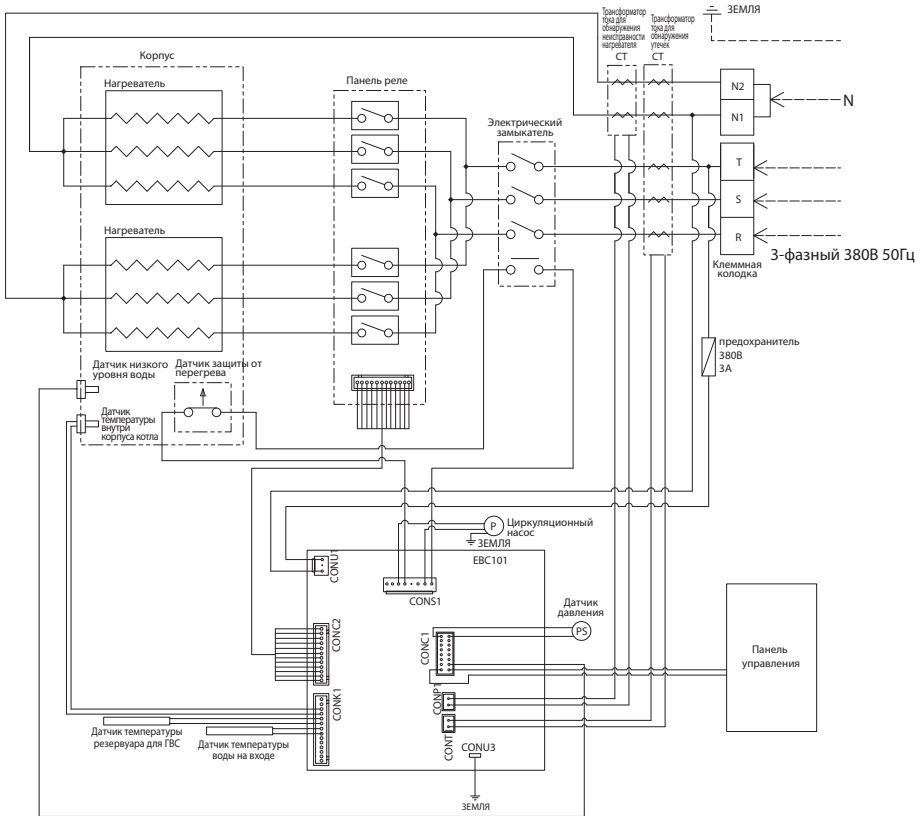 ЗЕМЛЯ
Трансформатор
тока для
обнаружения
неисправности
нагревателя
СТ
Трансформатор
тока для
обнаружения
утечек
СТ
Корпус
Нагреватель
Панель реле
Электрический
замыкатель
N2
N1
N
T
S
R
3-фазный 380В 50Гц
Клеммная
колодка
Нагреватель
предохранитель
380В
3А
Датчик низкого
уровня воды
Датчик защиты от
перегрева
Датчик
температуры
внутри
корпуса котла
P
Циркуляционный
насос
ЗЕМЛЯ
EBC101
CONU1
CONS1
Датчик
давления
PS
CONC2
CONC1
Панель
управления
CONK1
CONP1
CONT
CONU3
Датчик температуры
резервуара для ГВС
Датчик температуры
воды на входе
ЗЕМЛЯ